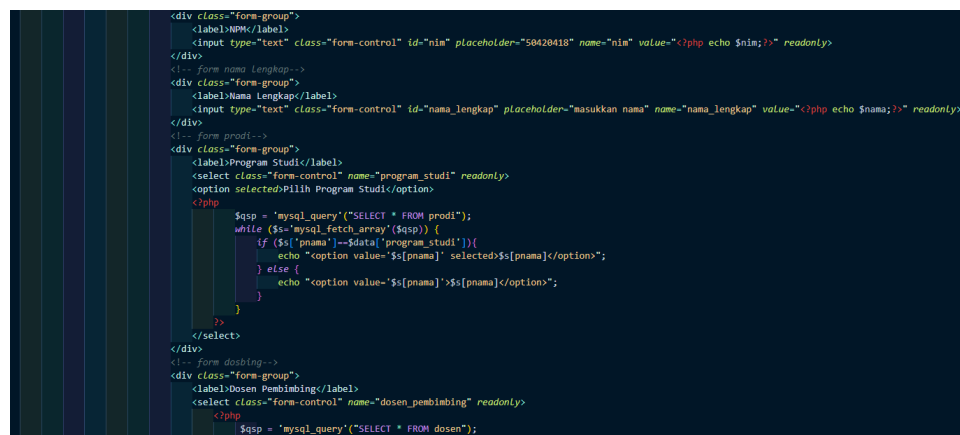 <div class="form-group">
<label>NPM</label>
<input type="text" class="form-control" id="nim" placeholder="50420418" name="nim" value="<?php echo $nim;?>" readonly>
</div>
<!-- form nama lengkap-->
<div class="form-group">
<label>Nama Lengkap</label>
<input type="text" class="form-control" id="nama_lengkap" placeholder="masukkan nama" name="nama_lengkap" value="<?php echo $nama;?>" readonly>
</div>
<!-- form prodi-->
<div class="form-group">
<label>Program Studi</label>
<select class="form-control" name="program_studi" readonly>
<option selected>Pilih Program Studi</option>
<?php
$qsp = 'mysql_query'("SELECT * FROM prodi");
while ($s='mysql_fetch_array'($qsp)) {
if ($s['pnama']==$data['program_studi']){
echo "<option value='$s[pnama]' selected>$s[pnama]</option>";
} else {
echo "<option value='$s[pnama]'>$s[pnama]</option>";
}
}
?>
</select>
</div>
<!-- form dosbing-->
<div class="form-group">
<label>Dosen Pembimbing</label>
<select class="form-control" name="dosen_pembimbing" readonly>
<?php
$qsp = 'mysql_query'("SELECT * FROM dosen");